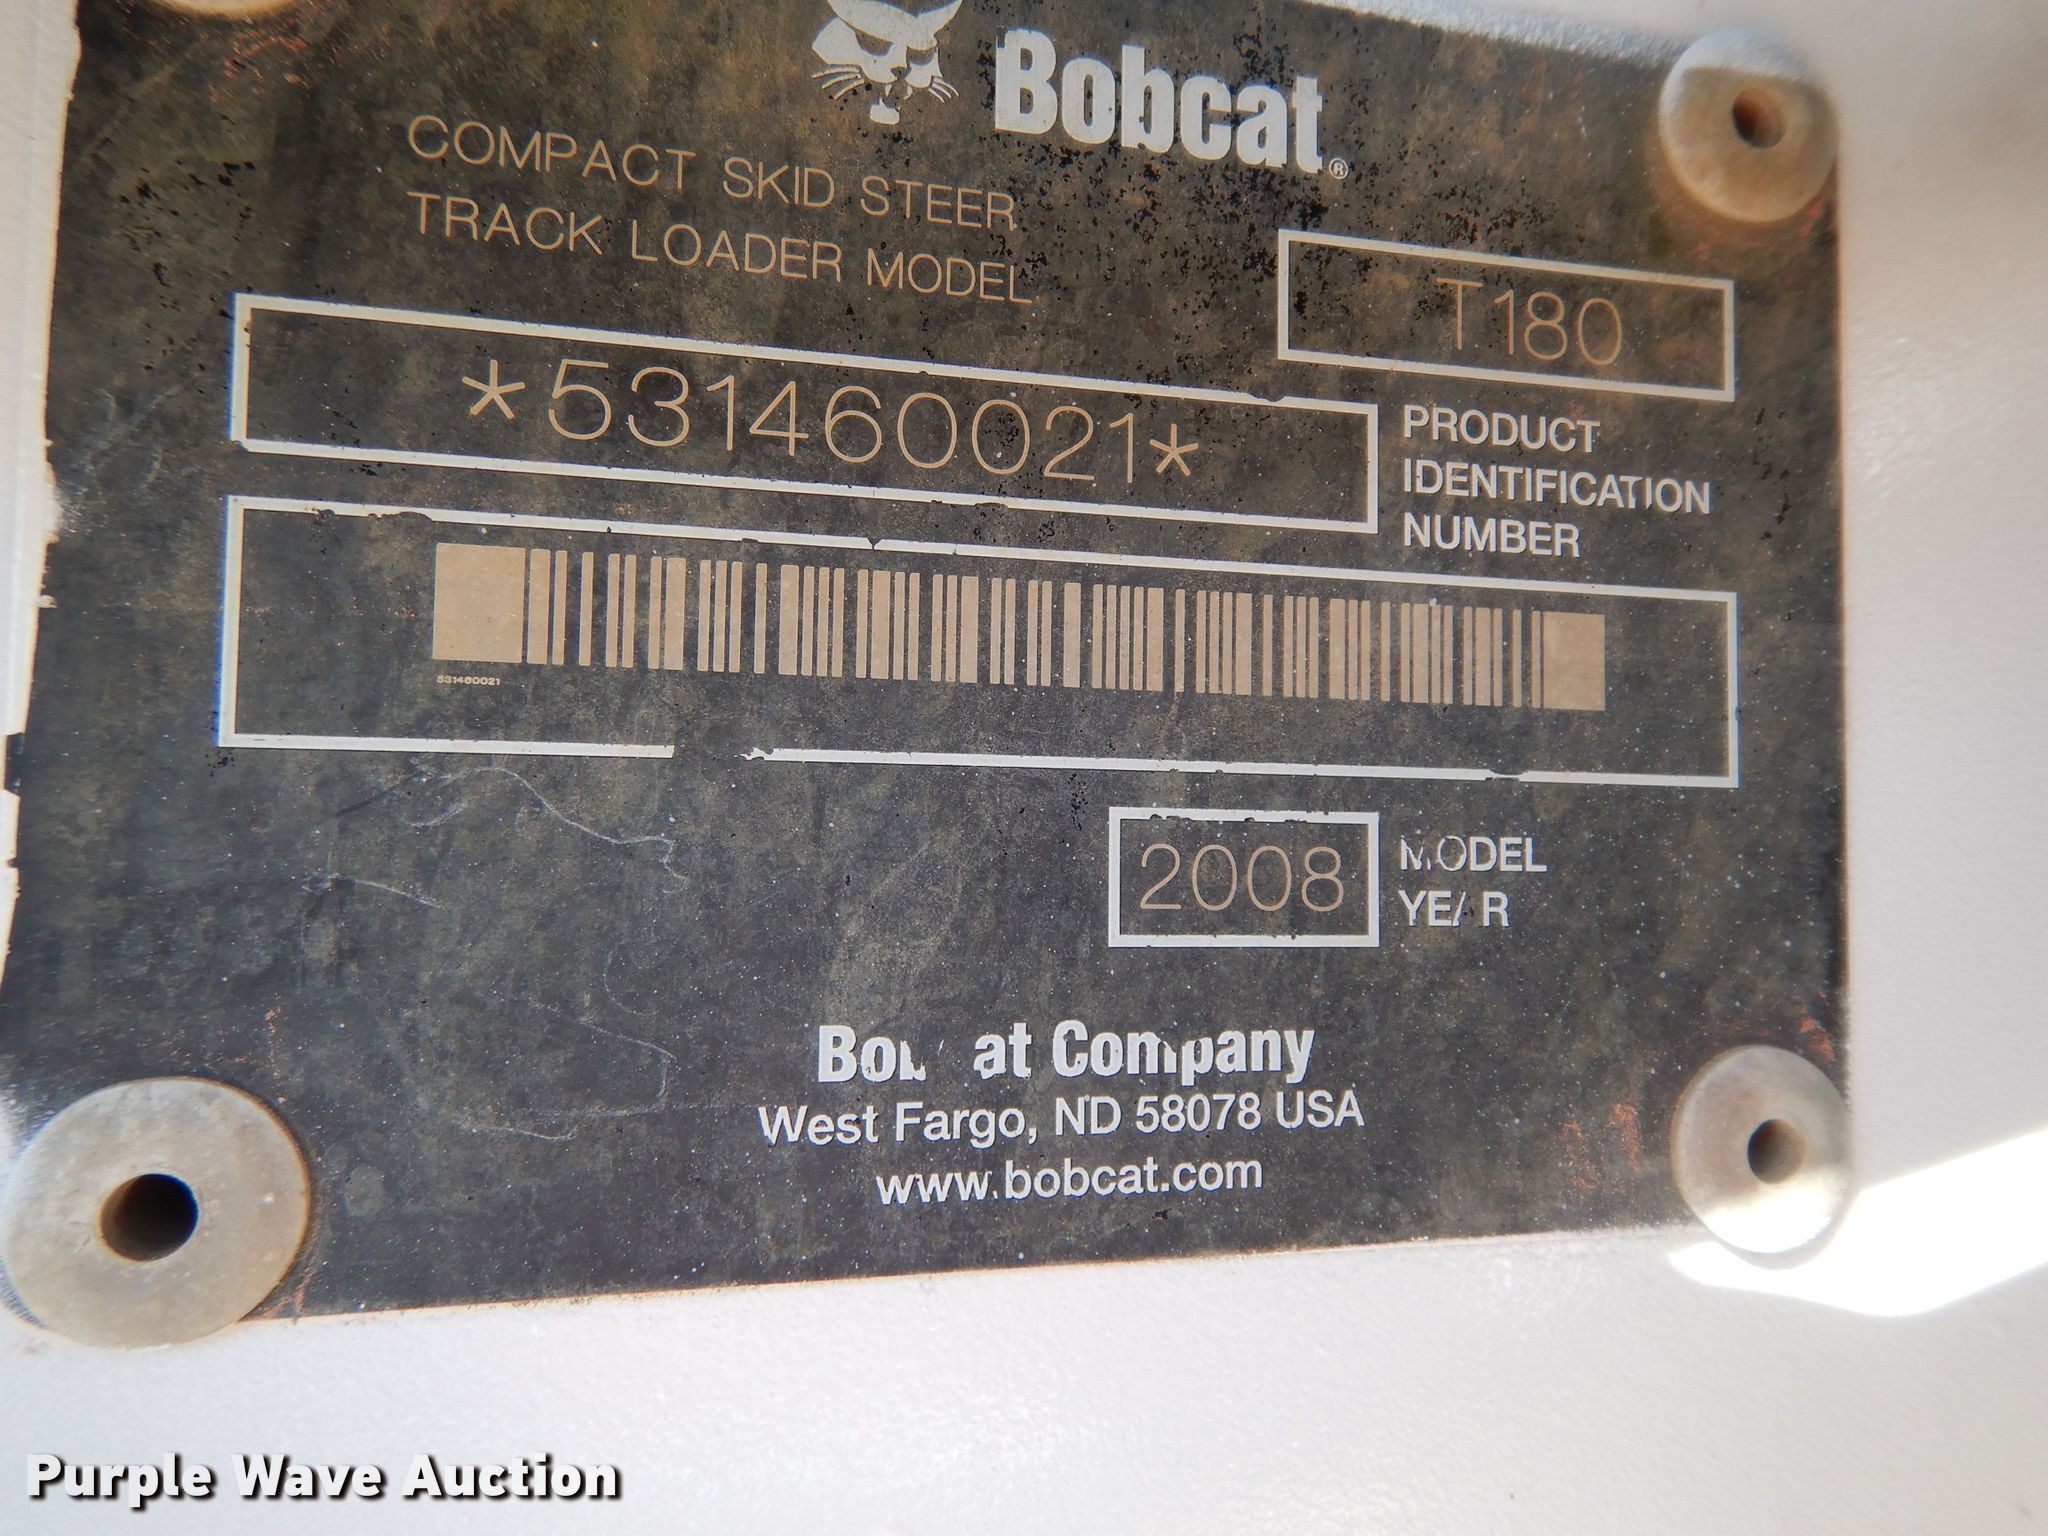 Bobcat®
COMPACT SKID STEER
TRACK LOADER MODEL
T180
*531460021*
PRODUCT
IDENTIFICATION
NUMBER
531460021
2008
MODEL
YEAR
Bobcat Company
West Fargo, ND 58078 USA
www.bobcat.com
Purple Wave Auction